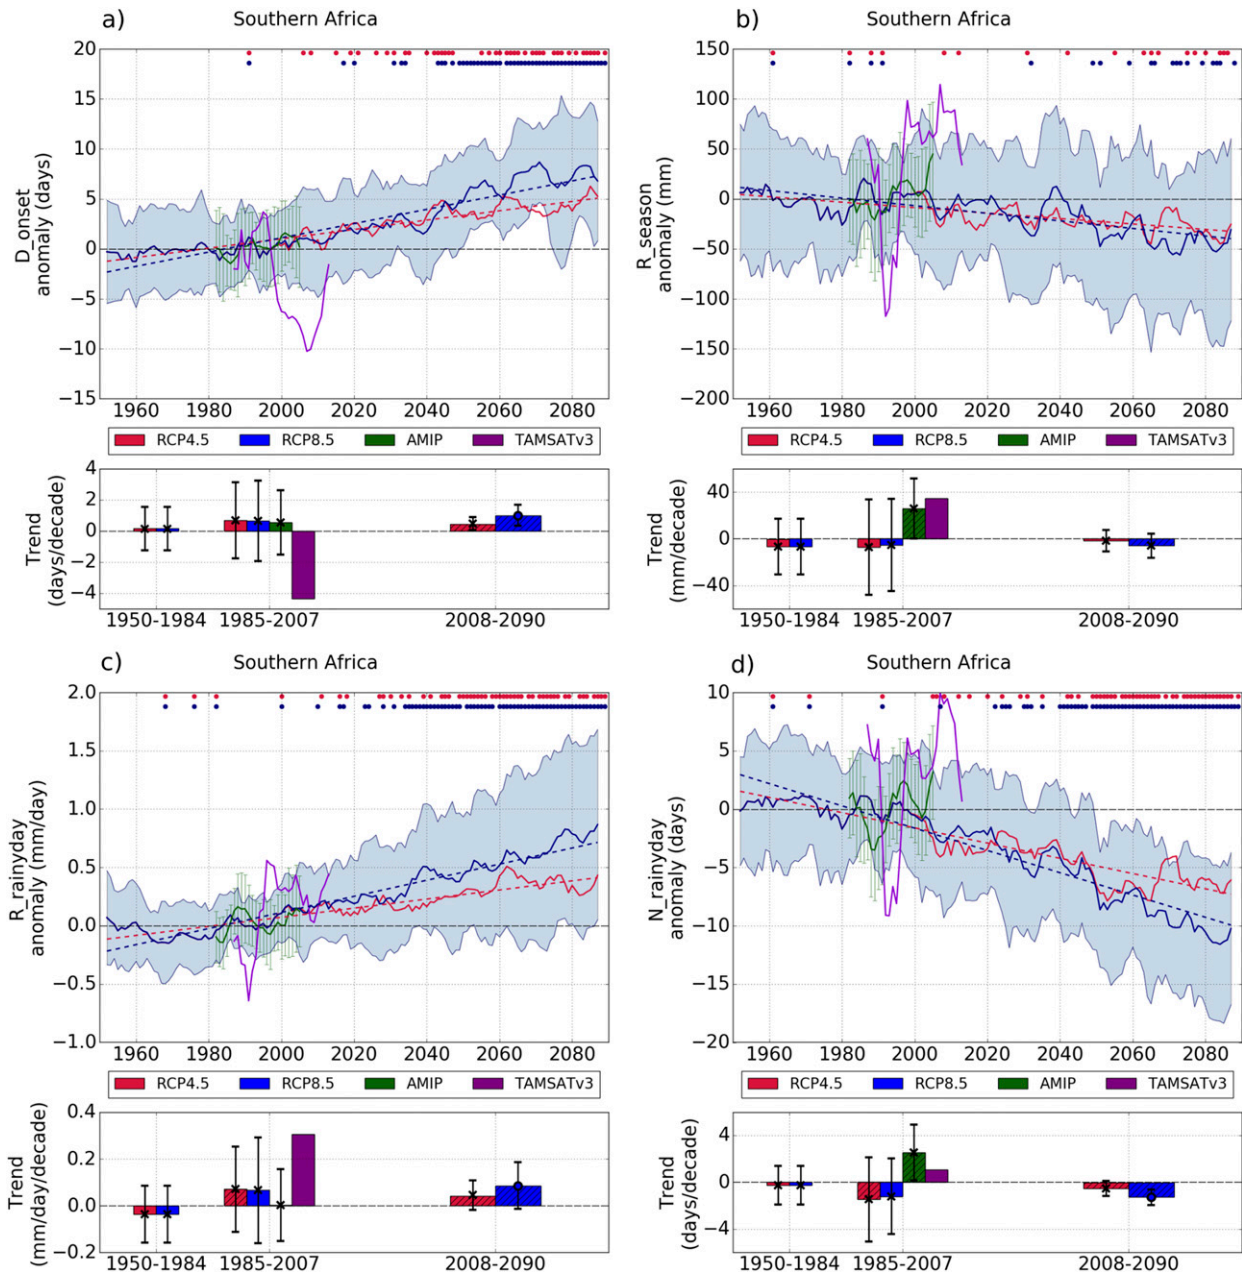 a) Southern Africa
20
15
10
5
0
−5
−10
−15
D_onset
anomaly (days)
1960 1980 2000 2020 2040 2060 2080
RCP4.5 RCP8.5 AMIP TAMSATv3
4
2
0
−2
−4
Trend
(days/decade)
1950-1984 1985-2007 2008-2090
b) Southern Africa
150
100
50
0
−50
−100
−150
−200
R_season
anomaly (mm)
1960 1980 2000 2020 2040 2060 2080
RCP4.5 RCP8.5 AMIP TAMSATv3
40
0
−40
Trend
(mm/decade)
1950-1984 1985-2007 2008-2090
c) Southern Africa
2.0
1.5
1.0
0.5
0.0
−0.5
−1.0
R_rainyday
anomaly (mm/day)
1960 1980 2000 2020 2040 2060 2080
RCP4.5 RCP8.5 AMIP TAMSATv3
0.4
0.2
0.0
−0.2
Trend
(mm/day/decade)
1950-1984 1985-2007 2008-2090
d) Southern Africa
10
5
0
−5
−10
−15
−20
N_rainyday
anomaly (days)
1960 1980 2000 2020 2040 2060 2080
RCP4.5 RCP8.5 AMIP TAMSATv3
4
0
−4
Trend
(days/decade)
1950-1984 1985-2007 2008-2090